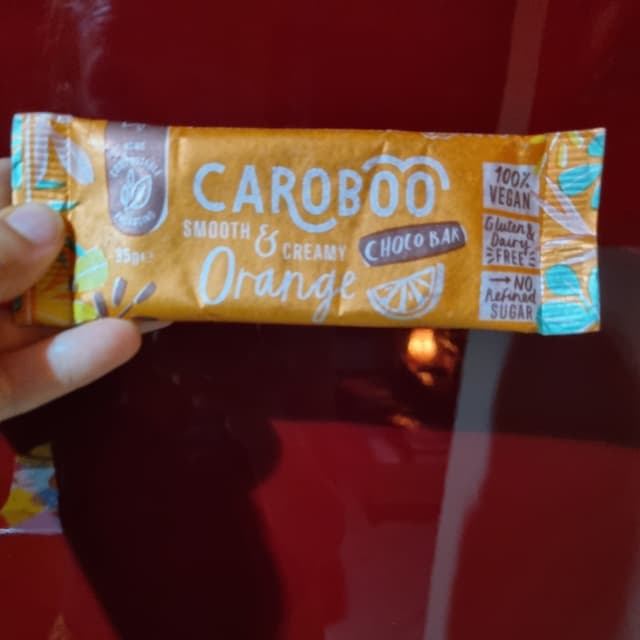 CAROBOO
SMOOTH & CREAMY
CHOCO BAR
Orange
35g e
100%
VEGAN
Gluten &
Dairy
FREE
NO
Refined
SUGAR